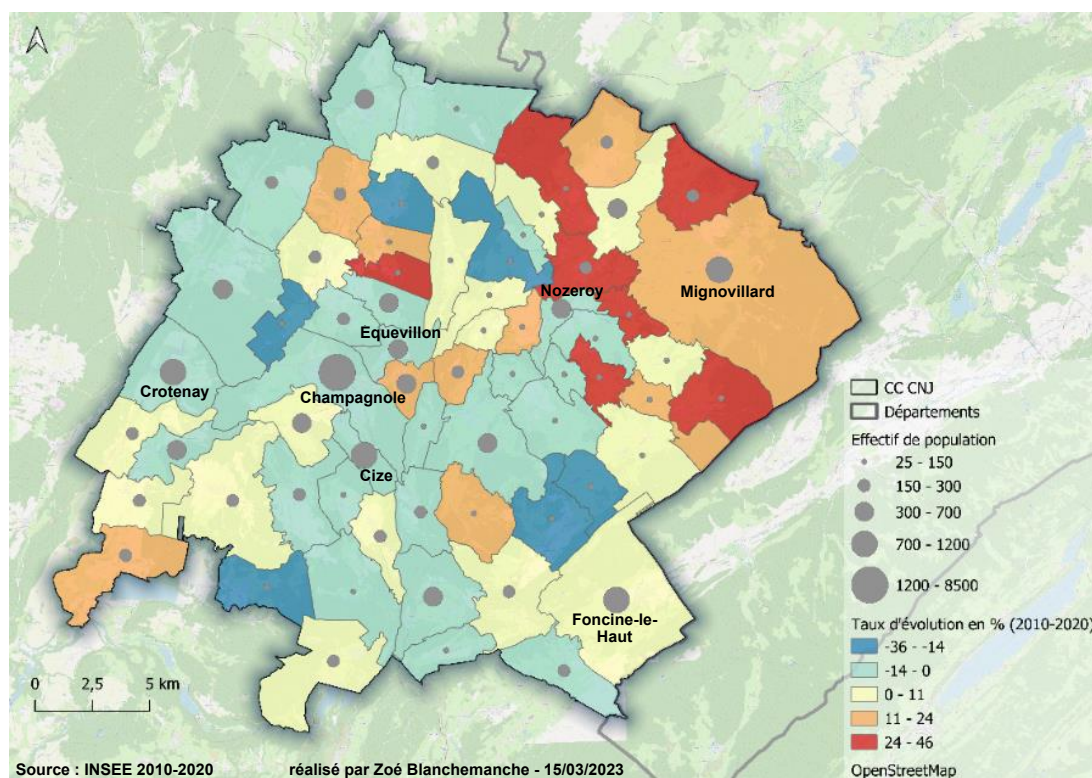 Nozeroy
Mignovillard
Equevillon
Crotenay
Champagnole
Cize
Foncine-le-
Haut
CC CNJ
Départements
Effectif de population
25 - 150
150 - 300
300 - 700
700 - 1200
1200 - 8500
Taux d'évolution en % (2010-2020)
-36 - -14
-14 - 0
0 - 11
11 - 24
24 - 46
OpenStreetMap
0 2,5 5 km
Source : INSEE 2010-2020 réalisé par Zoé Blanchemanche - 15/03/2023